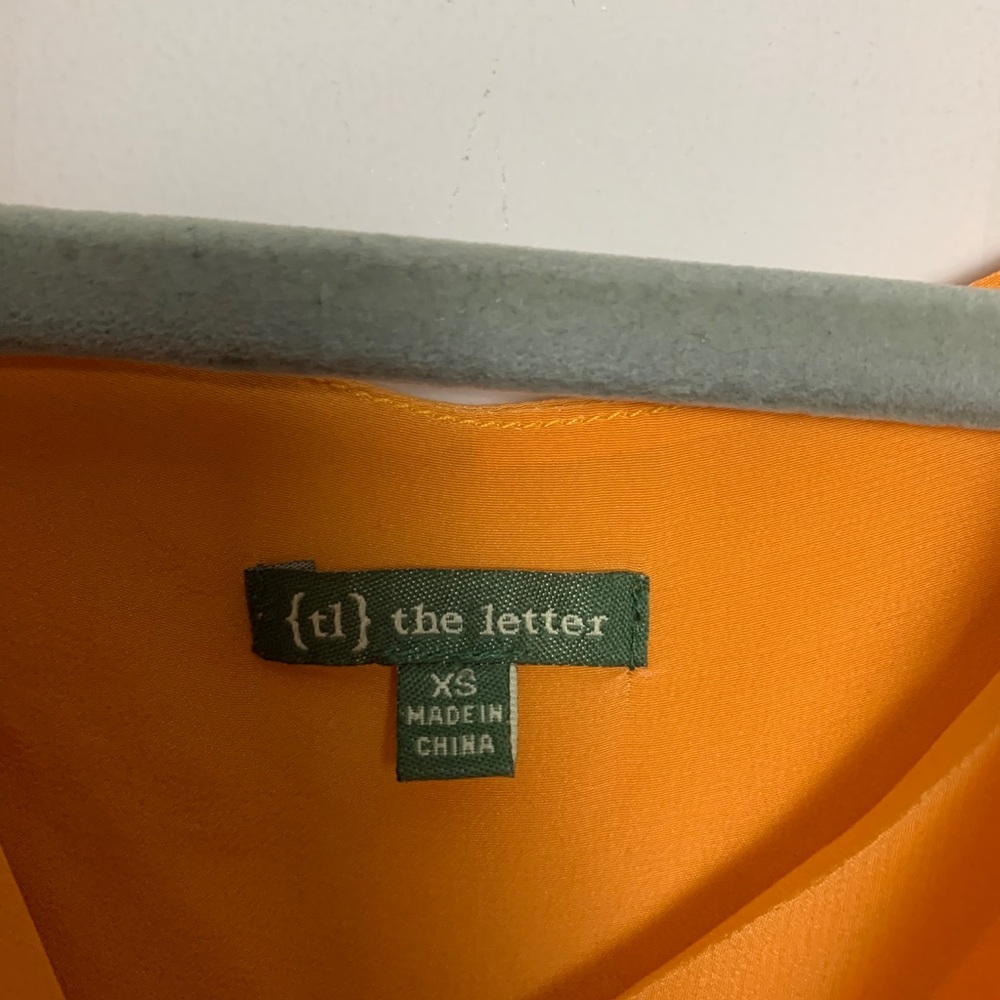 {tl} the letter
XS
MADE IN
CHINA